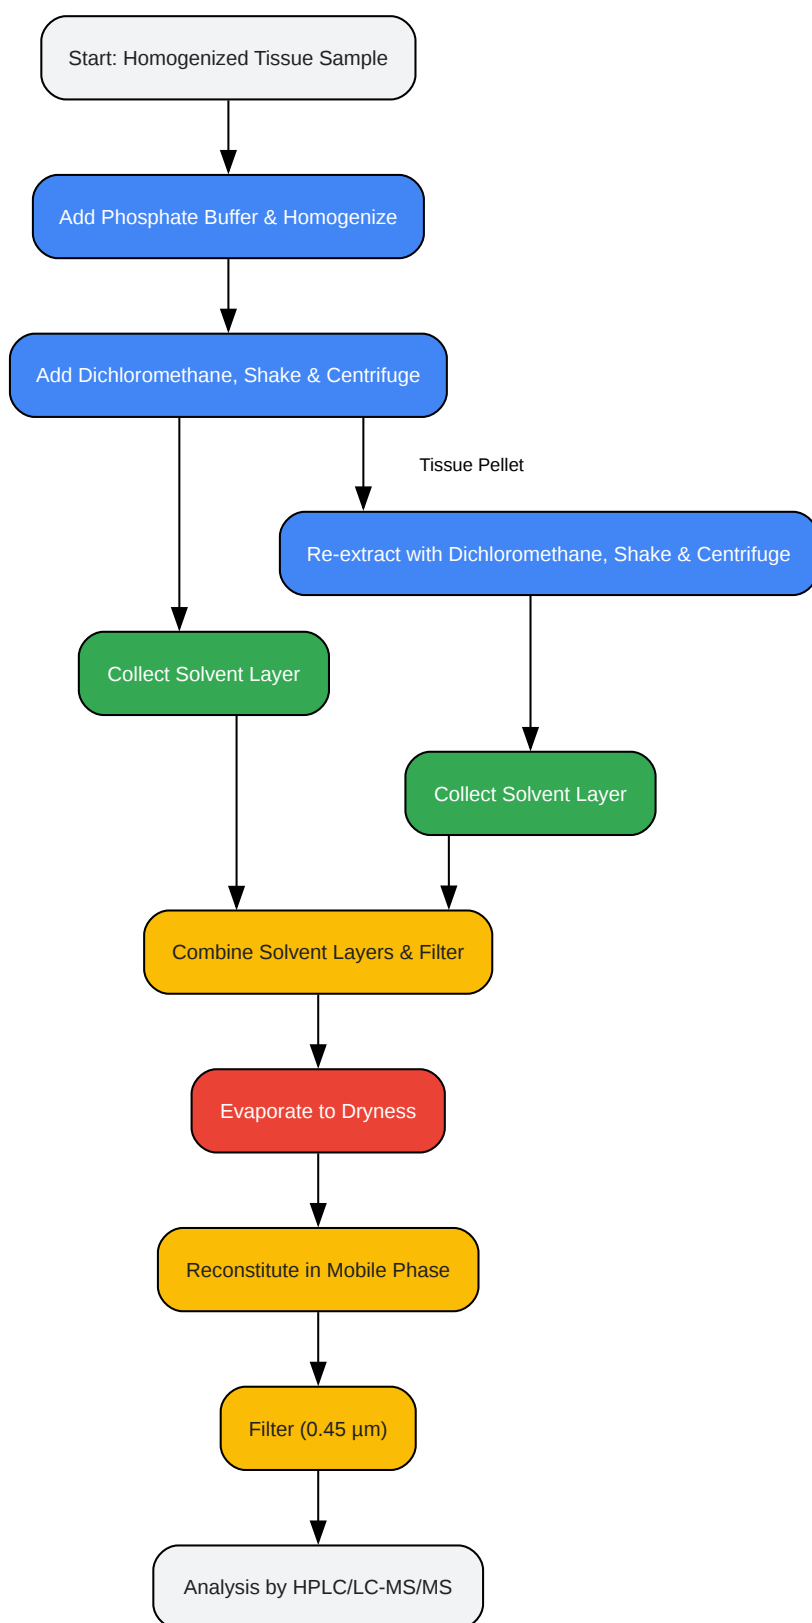 Start: Homogenized Tissue Sample
Add Phosphate Buffer & Homogenize
Add Dichloromethane, Shake & Centrifuge
Tissue Pellet
Re-extract with Dichloromethane, Shake & Centrifuge
Collect Solvent Layer
Collect Solvent Layer
Combine Solvent Layers & Filter
Evaporate to Dryness
Reconstitute in Mobile Phase
Filter (0.45 µm)
Analysis by HPLC/LC-MS/MS